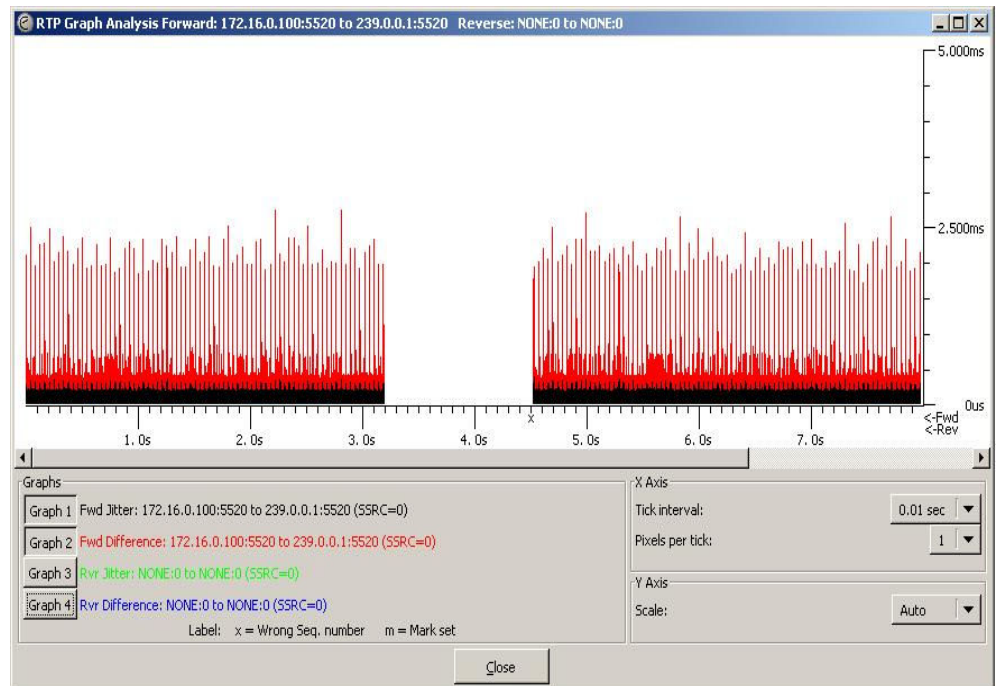 RTP Graph Analysis Forward: 172.16.0.100:5520 to 239.0.0.1:5520 Reverse: NONE:0 to NONE:0
5.000ms
2.500ms
0us
<-Fwd
<-Rev
x
1.0s 2.0s 3.0s 4.0s 5.0s 6.0s 7.0s
Graphs
Graph 1 Fwd Jitter: 172.16.0.100:5520 to 239.0.0.1:5520 (SSRC=0)
Graph 2 Fwd Difference: 172.16.0.100:5520 to 239.0.0.1:5520 (SSRC=0)
Graph 3 Rvr Jitter: NONE:0 to NONE:0 (SSRC=0)
Graph 4 Rvr Difference: NONE:0 to NONE:0 (SSRC=0)
Label: x = Wrong Seq. number m = Mark set
X Axis
Tick interval: 0.01 sec
Pixels per tick: 1
Y Axis
Scale: Auto
Close